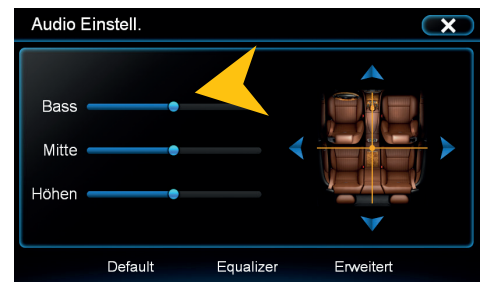 Audio Einstell.
Bass
Mitte
Höhen
Default Equalizer Erweitert